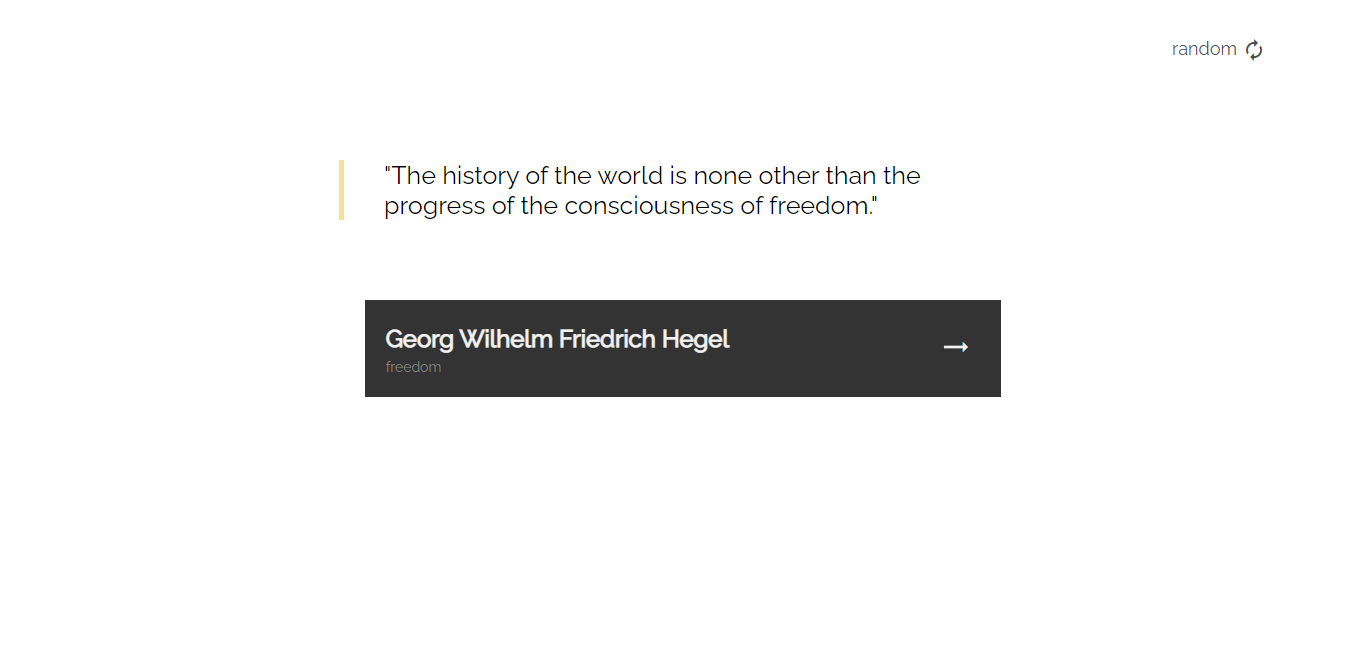 random
"The history of the world is none other than the
progress of the consciousness of freedom."
Georg Wilhelm Friedrich Hegel
freedom